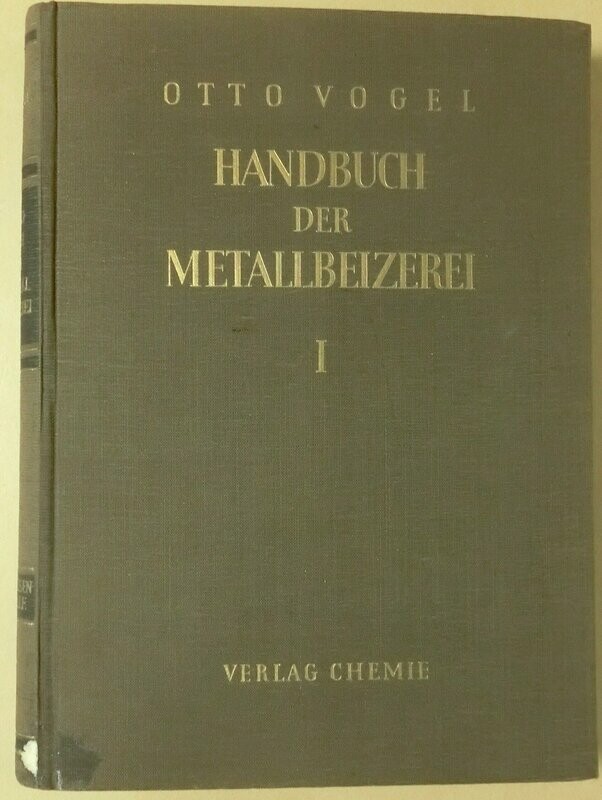 OTTO VOGEL
HANDBUCH
DER
METALLBEIZEREI
I
VERLAG CHEMIE